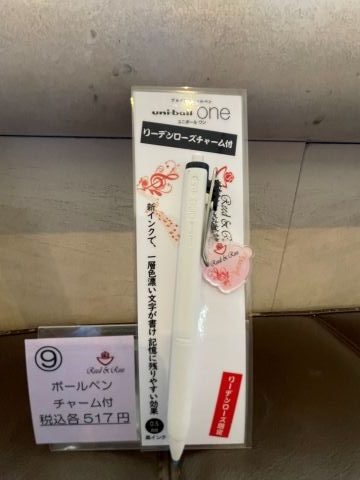 uni-ball one
ユニボール ワン
リーデンローズチャーム付
新インクで、一層色濃い文字が書け記憶に残りやすい効果
0.5
黒インク
リーデンローズ限定
⑨
Read & Rose
ボールペン
チャーム付
税込各517円